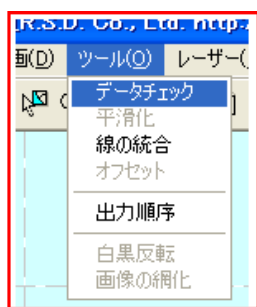 R.S.D. Co., Ltd. http:
画(D) ツール(O) レーザー(
データチェック
平滑化
線の統合
オフセット
出力順序
白黒反転
画像の網化